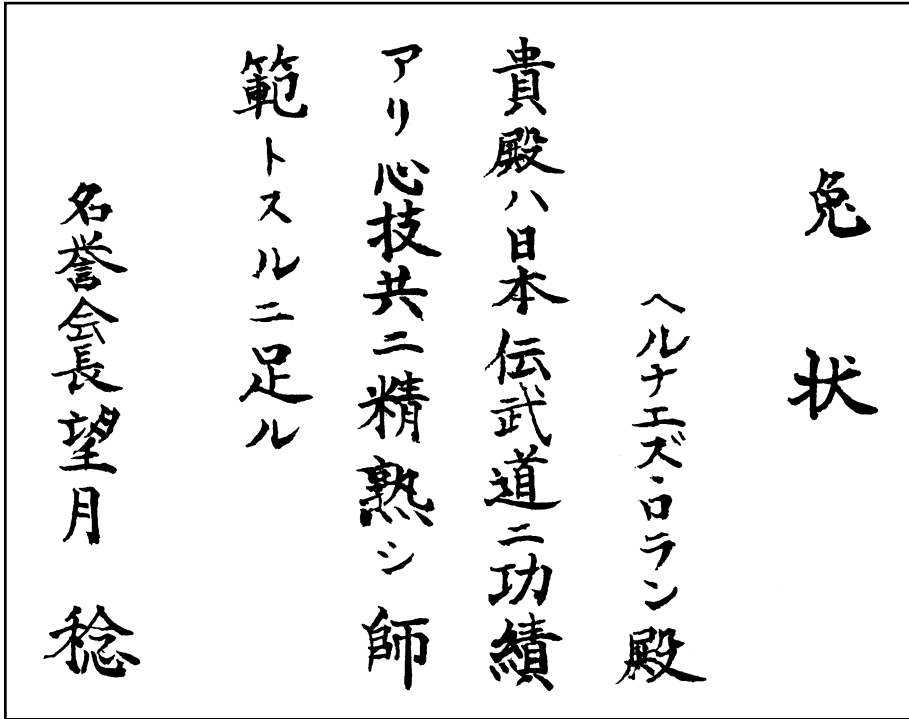 免状
ヘルナエズ・ロラン殿
貴殿ハ日本伝武道ニ功績
アリ心技共ニ精熟シ師
範トスルニ足ル
名誉会長望月稔